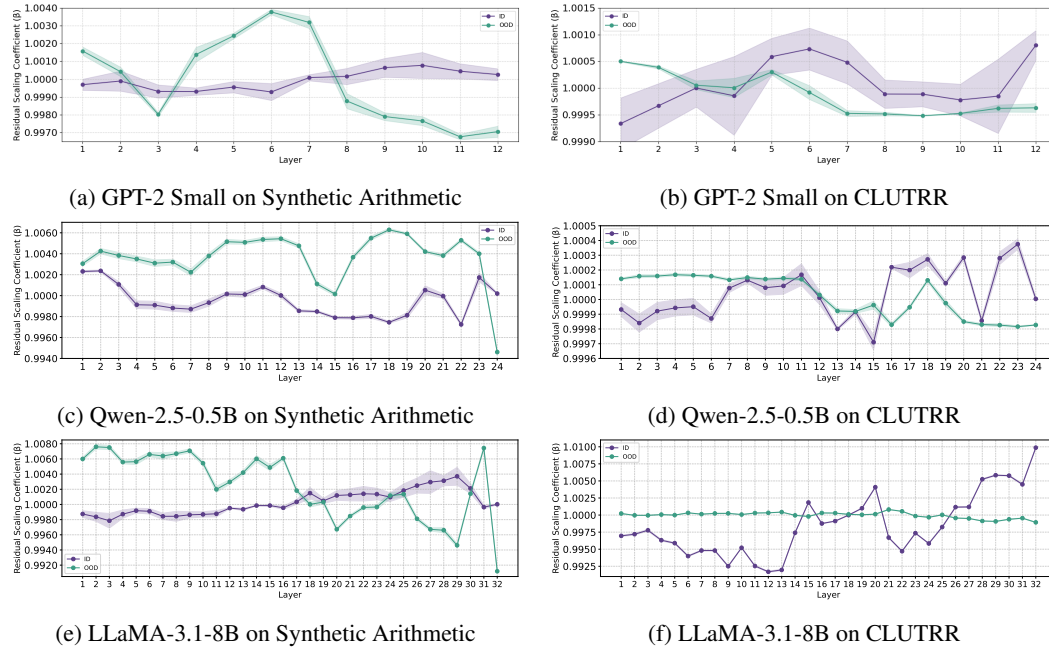 Residual Scaling Coefficient (β)
1.0040
1.0030
1.0020
1.0010
1.0000
0.9990
0.9980
0.9970
ID
OOD
1 2 3 4 5 6 7 8 9 10 11 12
Layer
(a) GPT-2 Small on Synthetic Arithmetic
Residual Scaling Coefficient (β)
1.0015
1.0010
1.0005
1.0000
0.9995
0.9990
ID
OOD
1 2 3 4 5 6 7 8 9 10 11 12
Layer
(b) GPT-2 Small on CLUTRR
Residual Scaling Coefficient (β)
1.0060
1.0040
1.0020
1.0000
0.9980
0.9960
0.9940
ID
OOD
1 2 3 4 5 6 7 8 9 10 11 12 13 14 15 16 17 18 19 20 21 22 23 24
Layer
(c) Qwen-2.5-0.5B on Synthetic Arithmetic
Residual Scaling Coefficient (β)
1.0005
1.0004
1.0002
1.0001
1.0000
0.9999
0.9998
0.9997
0.9996
ID
OOD
1 2 3 4 5 6 7 8 9 10 11 12 13 14 15 16 17 18 19 20 21 22 23 24
Layer
(d) Qwen-2.5-0.5B on CLUTRR
Residual Scaling Coefficient (β)
1.0080
1.0060
1.0040
1.0020
1.0000
0.9980
0.9960
0.9940
0.9920
ID
OOD
1 2 3 4 5 6 7 8 9 10 11 12 13 14 15 16 17 18 19 20 21 22 23 24 25 26 27 28 29 30 31 32
Layer
(e) LLaMA-3.1-8B on Synthetic Arithmetic
Residual Scaling Coefficient (β)
1.0100
1.0075
1.0050
1.0025
1.0000
0.9975
0.9950
0.9925
ID
OOD
1 2 3 4 5 6 7 8 9 10 11 12 13 14 15 16 17 18 19 20 21 22 23 24 25 26 27 28 29 30 31 32
Layer
(f) LLaMA-3.1-8B on CLUTRR